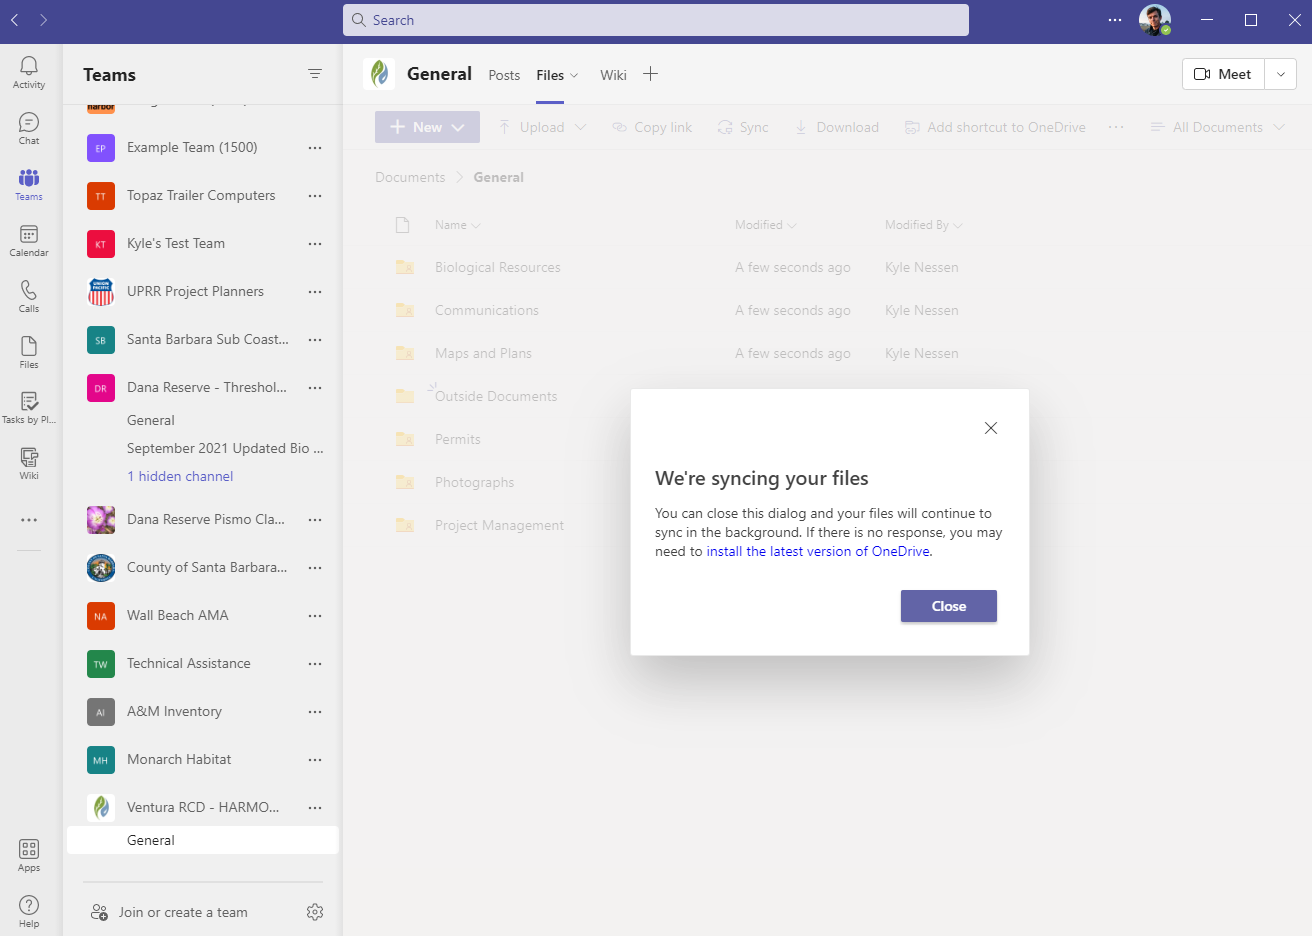 Search
Activity
Chat
Teams
Calendar
Calls
Files
Tasks by Pl...
Wiki
Apps
Help
Teams
harbor
EP Example Team (1500)
TT Topaz Trailer Computers
KT Kyle's Test Team
UNION PACIFIC UPRR Project Planners
SB Santa Barbara Sub Coast...
DR Dana Reserve - Threshol...
General
September 2021 Updated Bio ...
1 hidden channel
Dana Reserve Pismo Cla...
County of Santa Barbara...
NA Wall Beach AMA
TW Technical Assistance
AI A&M Inventory
MH Monarch Habitat
Ventura RCD - HARMO...
General
Join or create a team
General Posts Files Wiki
Meet
New Upload Copy link Sync Download Add shortcut to OneDrive All Documents
Documents General
Name Modified Modified By
Biological Resources A few seconds ago Kyle Nessen
Communications A few seconds ago Kyle Nessen
Maps and Plans A few seconds ago Kyle Nessen
Outside Documents
Permits
Photographs
Project Management
We're syncing your files
You can close this dialog and your files will continue to
sync in the background. If there is no response, you may
need to install the latest version of OneDrive.
Close